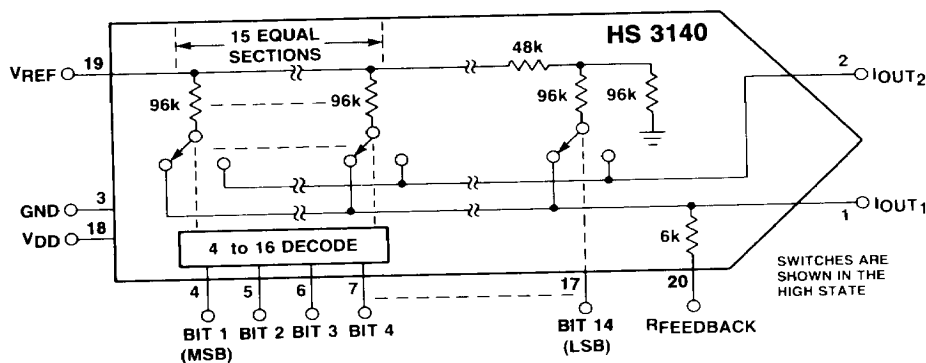 15 EQUAL
SECTIONS
HS 3140
VREF 19
48k
2 IOUT2
96k
96k
96k
96k
GND 3
VDD 18
4 to 16 DECODE
6k
1 IOUT1
4
5
6
7
17
20
SWITCHES ARE
SHOWN IN THE
HIGH STATE
BIT 1
(MSB)
BIT 2
BIT 3
BIT 4
BIT 14
(LSB)
RFEEDBACK